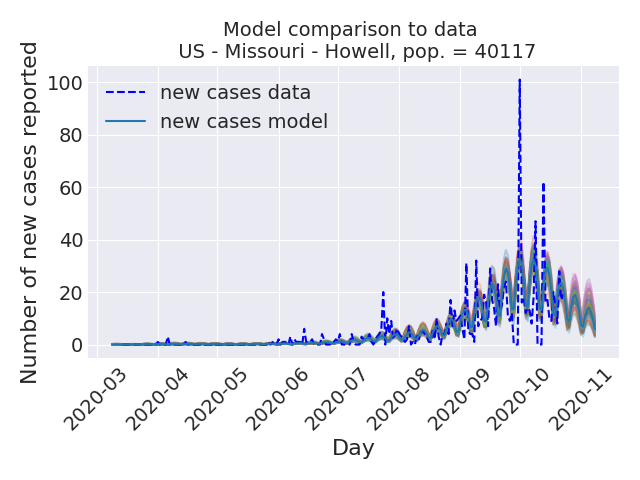 Model comparison to data
US - Missouri - Howell, pop. = 40117
new cases data
new cases model
Number of new cases reported
100
80
60
40
20
0
2020-03
2020-04
2020-05
2020-06
2020-07
2020-08
2020-09
2020-10
2020-11
Day